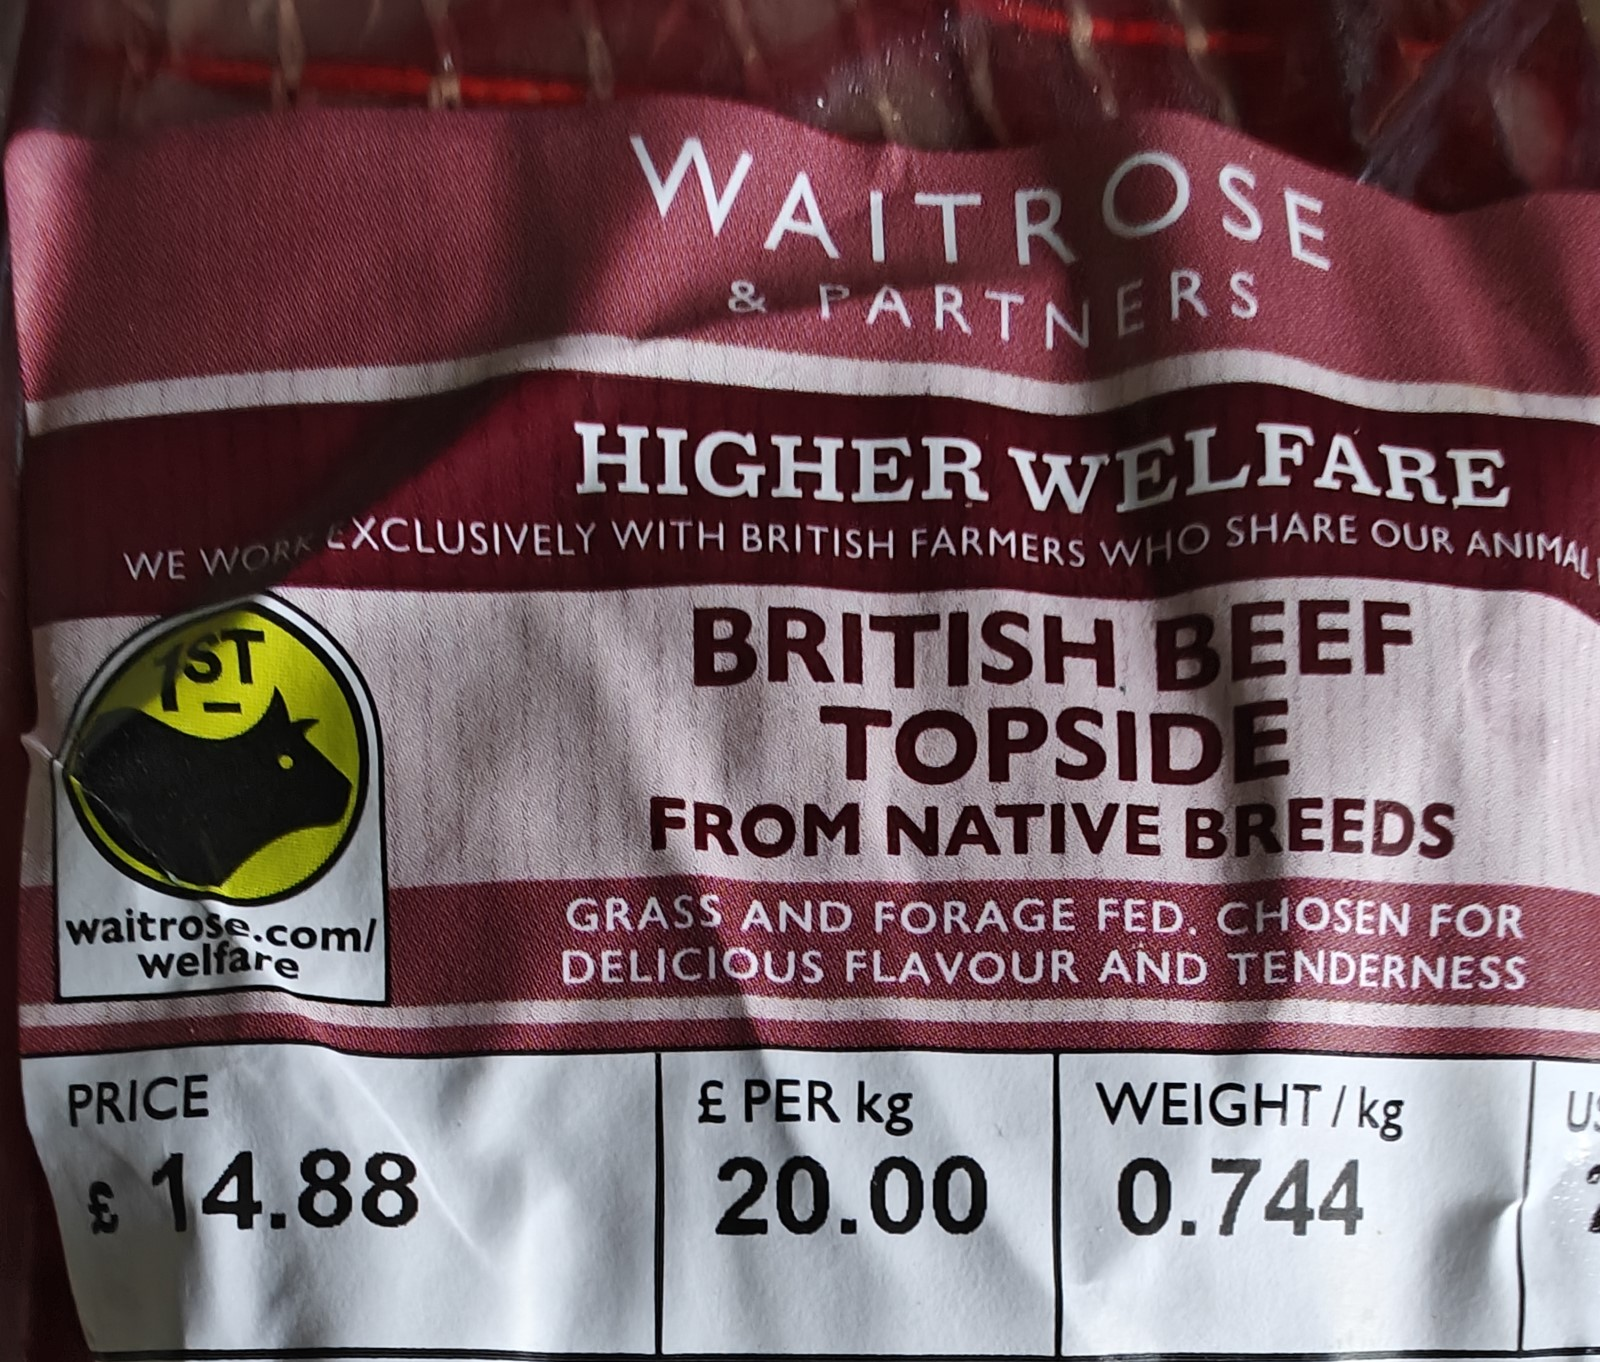 WAITROSE
& PARTNERS
HIGHER WELFARE
WE WORK EXCLUSIVELY WITH BRITISH FARMERS WHO SHARE OUR ANIMAL
1ST
BRITISH BEEF
TOPSIDE
FROM NATIVE BREEDS
waitrose.com/
welfare
GRASS AND FORAGE FED. CHOSEN FOR
DELICIOUS FLAVOUR AND TENDERNESS
PRICE £ PER kg WEIGHT/kg
£ 14.88 20.00 0.744